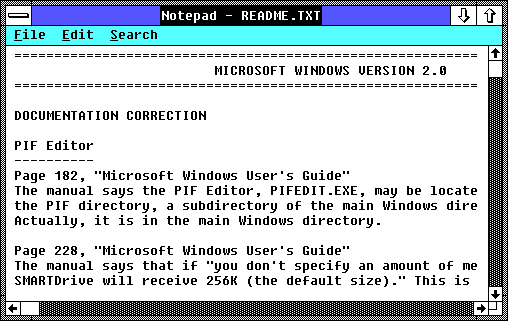 Notepad - README.TXT
File Edit Search
==========================================================
MICROSOFT WINDOWS VERSION 2.0
==========================================================
DOCUMENTATION CORRECTION
PIF Editor
----------
Page 182, "Microsoft Windows User's Guide"
The manual says the PIF Editor, PIFEDIT.EXE, may be locate
the PIF directory, a subdirectory of the main Windows dire
Actually, it is in the main Windows directory.
Page 228, "Microsoft Windows User's Guide"
The manual says that if "you don't specify an amount of me
SMARTDrive will receive 256K (the default size)." This is